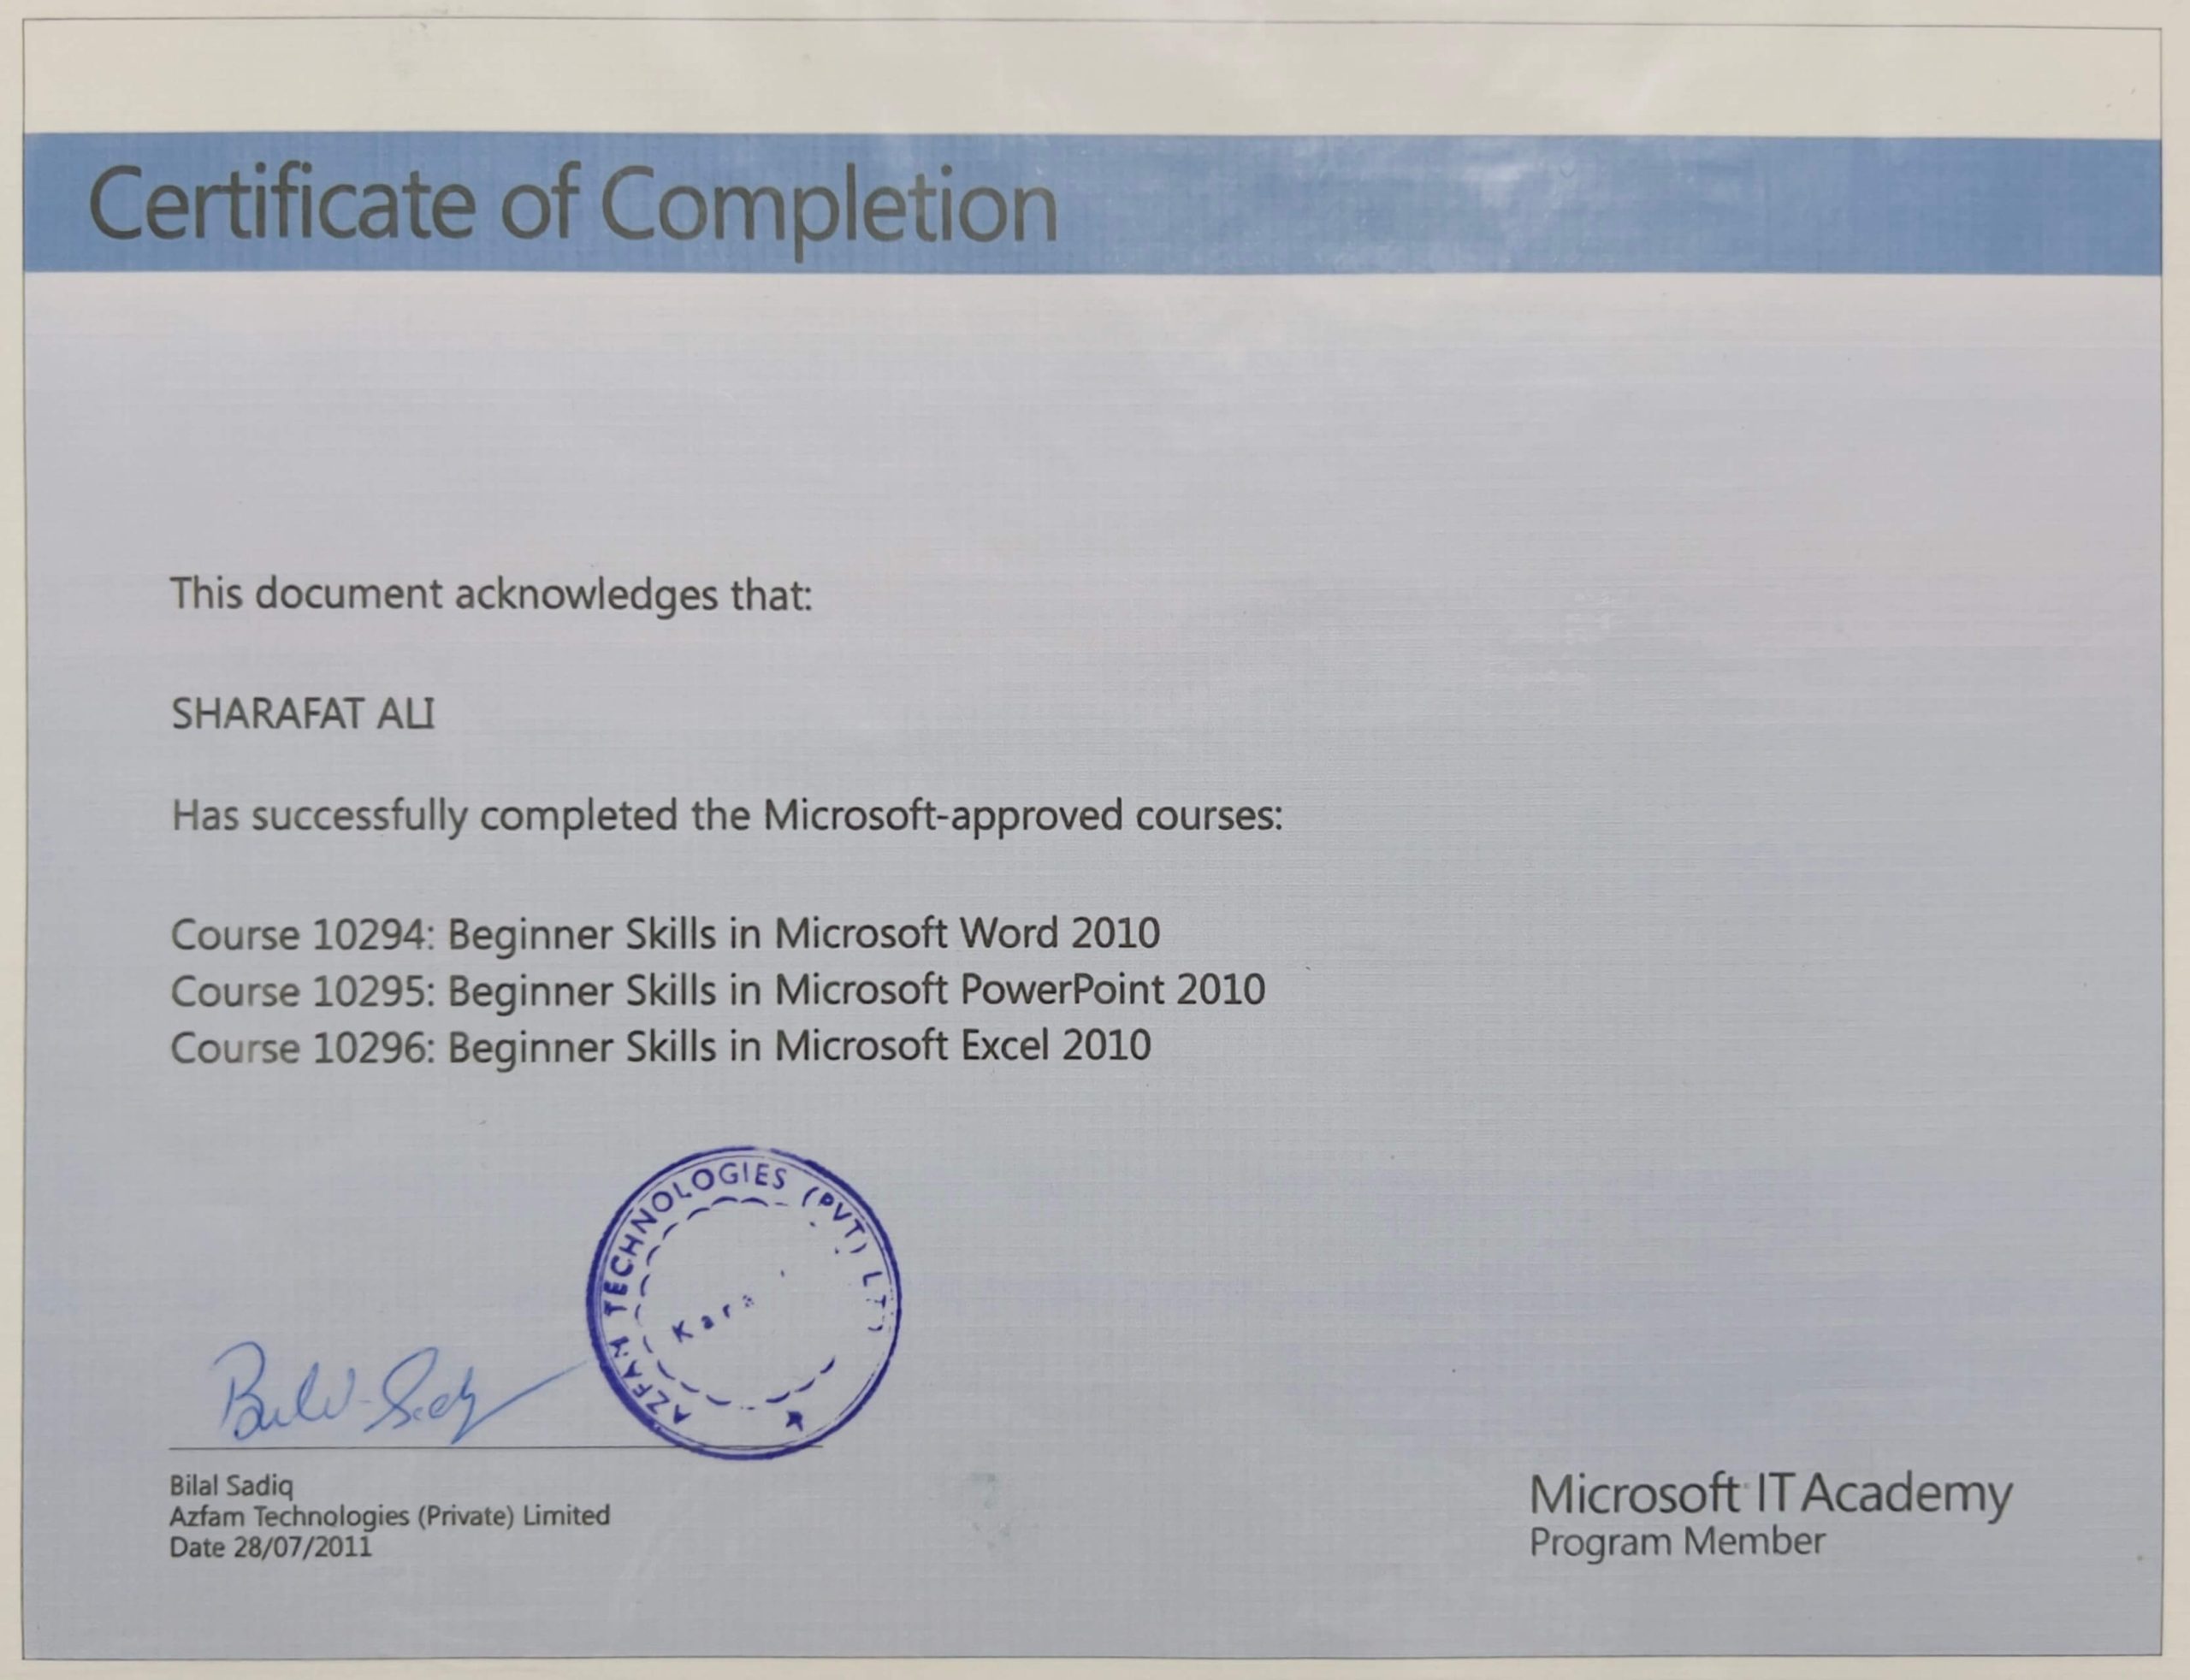 Certificate of Completion
This document acknowledges that:
SHARAFAT ALI
Has successfully completed the Microsoft-approved courses:
Course 10294: Beginner Skills in Microsoft Word 2010
Course 10295: Beginner Skills in Microsoft PowerPoint 2010
Course 10296: Beginner Skills in Microsoft Excel 2010
AZFAM TECHNOLOGIES (PVT) LTD
Bilal Sadiq
Azfam Technologies (Private) Limited
Date 28/07/2011
Microsoft IT Academy
Program Member